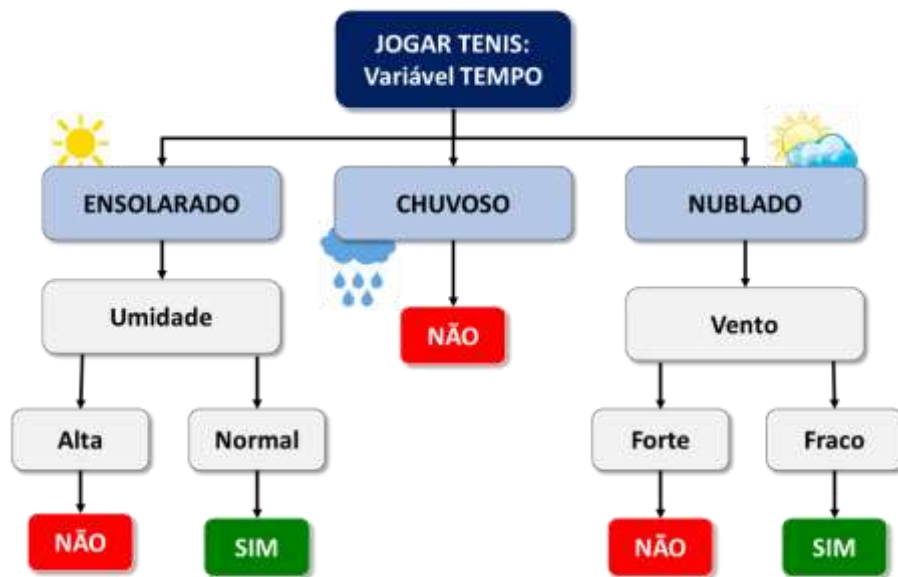 JOGAR TENIS:
Variável TEMPO
ENSOLARADO
CHUVOSO
NUBLADO
Umidade
NÃO
Vento
Alta
Normal
Forte
Fraco
NÃO
SIM
NÃO
SIM